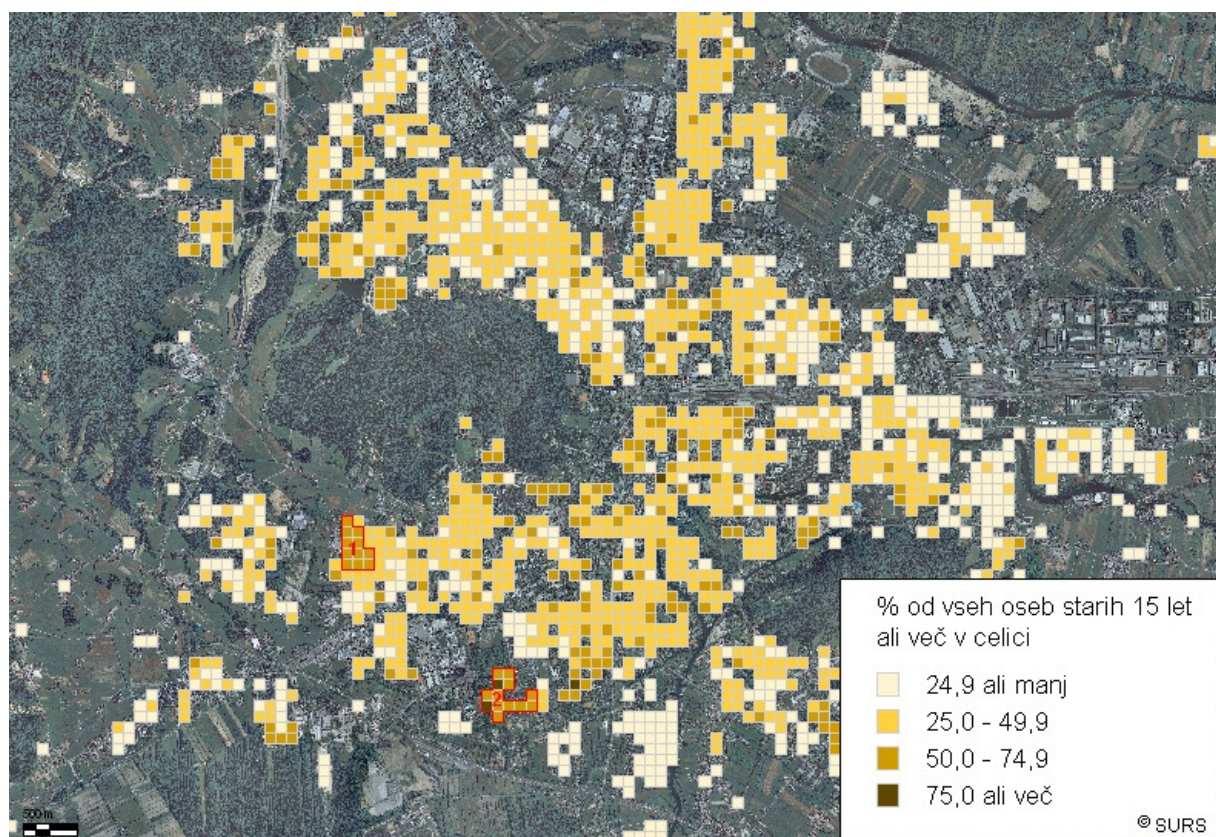 1
2
% od vseh oseb starih 15 let
ali več v celici
24,9 ali manj
25,0 - 49,9
50,0 - 74,9
75,0 ali več
500 m
© SURS